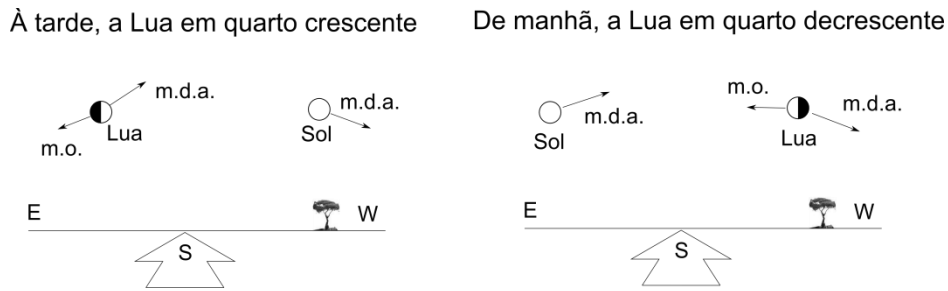 À tarde, a Lua em quarto crescente
m.d.a.
Lua
m.o.
m.d.a.
Sol
E
W
S
De manhã, a Lua em quarto decrescente
Sol
m.d.a.
m.o.
m.d.a.
Lua
E
W
S